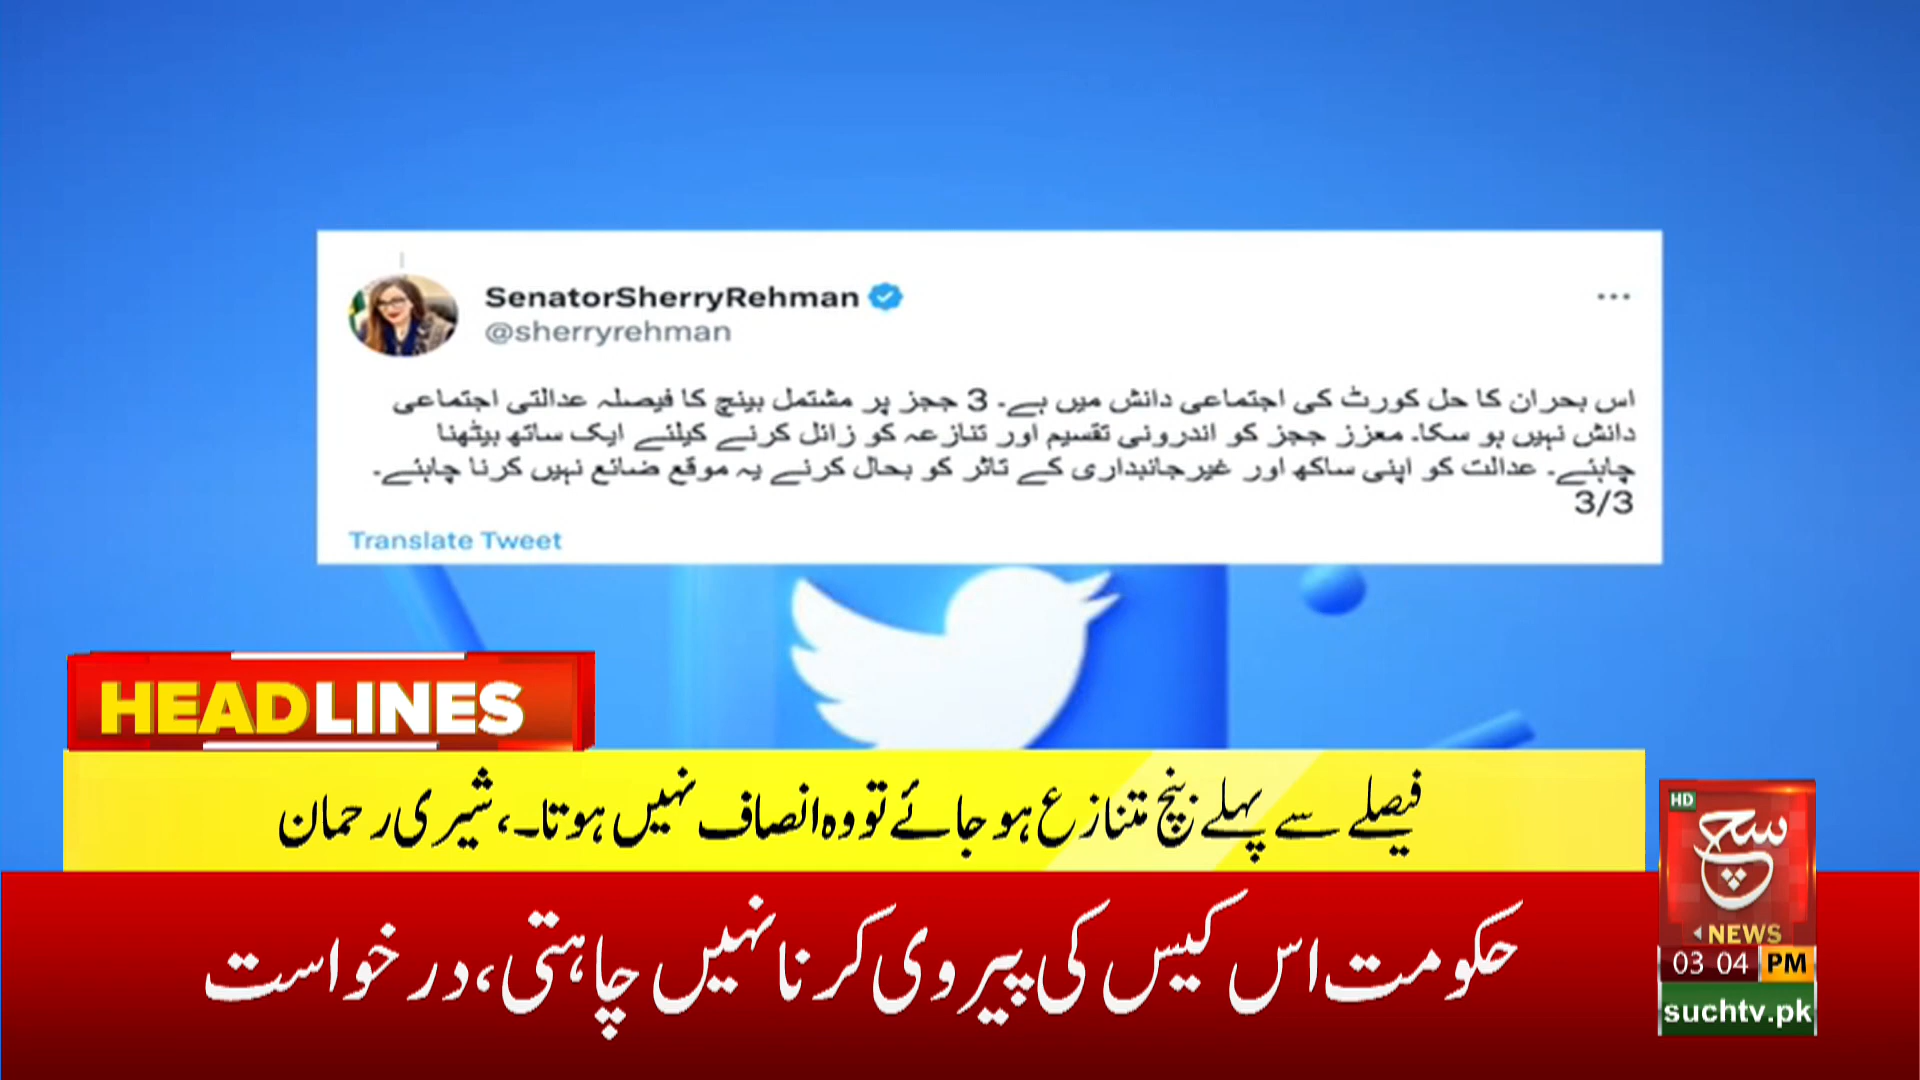 SenatorSherryRehman
@sherryrehman
اس بحران کا حل کورٹ کی اجتماعی دانش میں ہے۔ 3 ججز پر مشتمل بینچ کا فیصلہ عدالتی اجتماعی
دانش نہیں ہو سکا۔ معزز ججز کو اندرونی تقسیم اور تنازعہ کو زائل کرنے کیلئے ایک ساتھ بیٹھنا
چاہئے۔ عدالت کو اپنی ساکھ اور غیرجانبداری کے تاثر کو بحال کرنے یہ موقع ضائع نہیں کرنا چاہئے۔
3/3
Translate Tweet
HEADLINES
فیصلے سے پہلے بنچ متنازع ہو جائے تو وہ انصاف نہیں ہوتا۔، شیری رحمان
حکومت اس کیس کی پیروی کرنا نہیں چاہتی، درخواست
HD
سچ
NEWS
03 04 PM
suchtv.pk